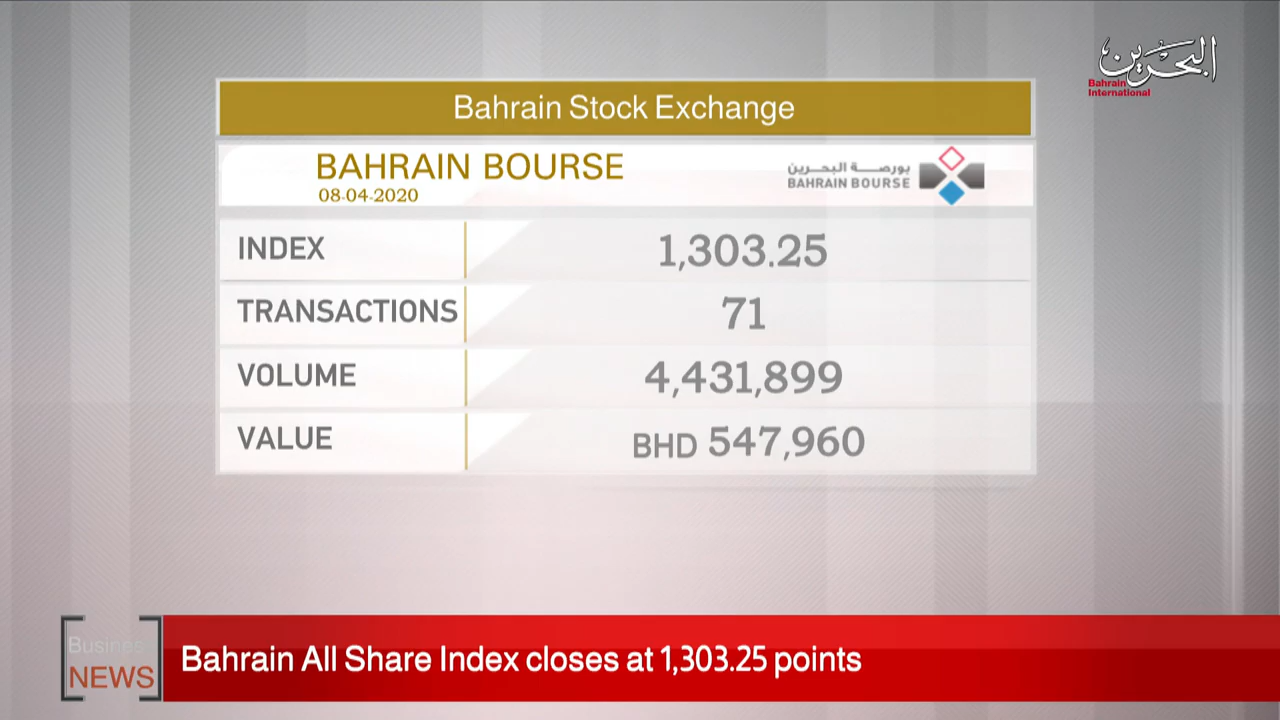 البحرين
Bahrain
International
Bahrain Stock Exchange
BAHRAIN BOURSE
08-04-2020
بورصة البحرين
BAHRAIN BOURSE
INDEX 1,303.25
TRANSACTIONS 71
VOLUME 4,431,899
VALUE BHD 547,960
Business
NEWS
Bahrain All Share Index closes at 1,303.25 points